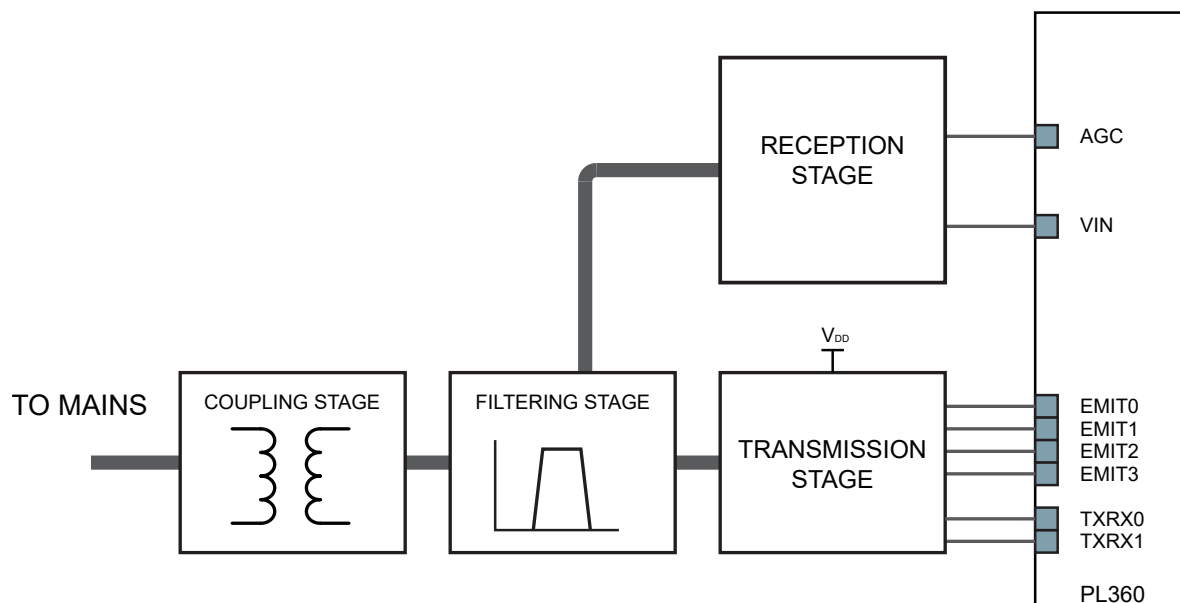 RECEPTION
STAGE
AGC
VIN
VDD
TO MAINS
COUPLING STAGE
FILTERING STAGE
TRANSMISSION
STAGE
EMIT0
EMIT1
EMIT2
EMIT3
TXRX0
TXRX1
PL360